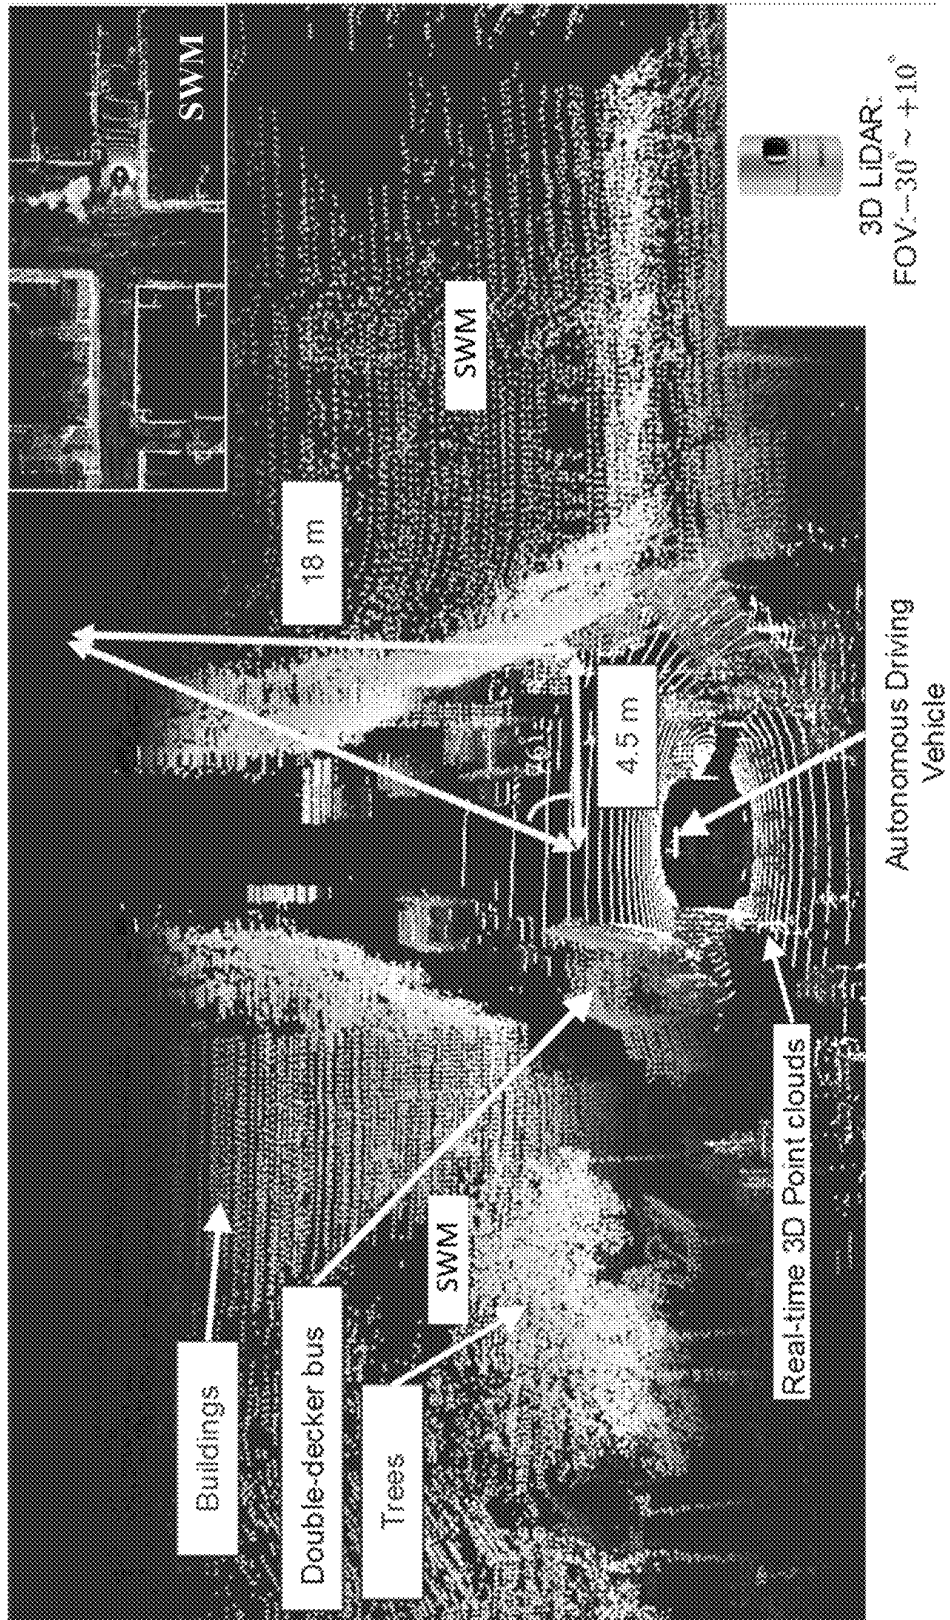 SWM
18 m
SWM
4.5 m
Buildings
Double-decker bus
Trees
SWM
Real-time 3D Point clouds
Autonomous Driving
Vehicle
3D LiDAR:
FOV:−30°~ +10°